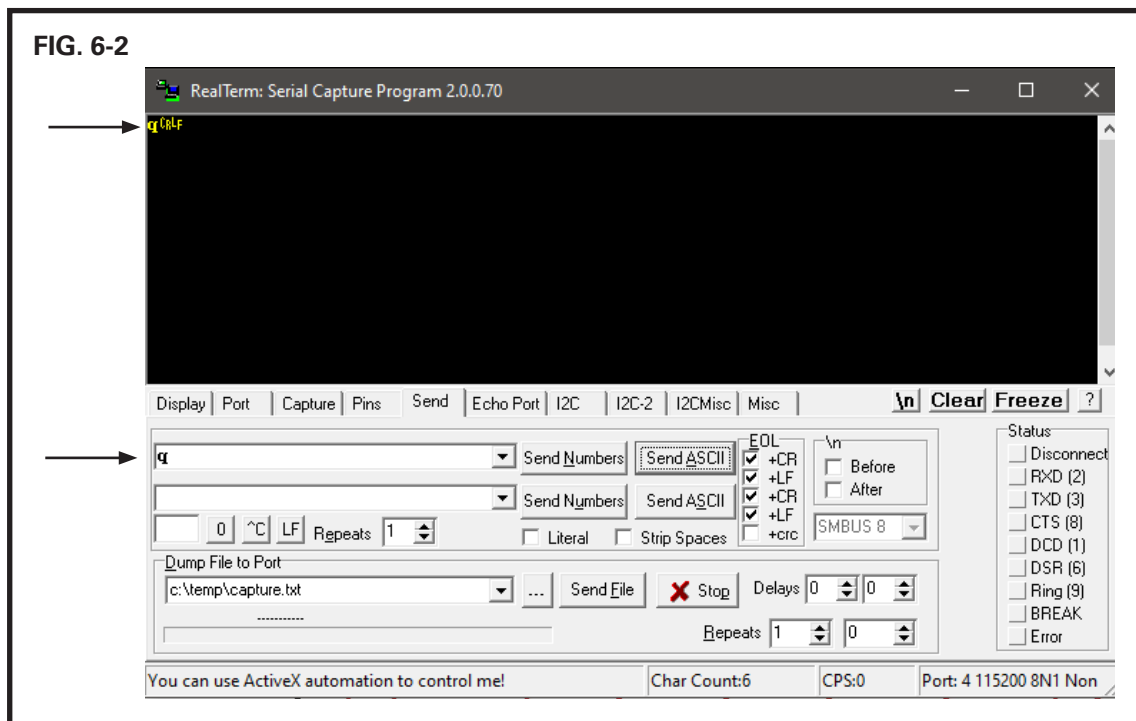 FIG. 6-2
RealTerm: Serial Capture Program 2.0.0.70
qCRLF
Display Port Capture Pins Send Echo Port I2C I2C-2 I2CMisc Misc \n Clear Freeze ?
q Send Numbers Send ASCII
EOL
+CR
+LF
+CR
+LF
+crc
\n
Before
After
Send Numbers Send ASCII
0 ^C LF Repeats 1
Literal Strip Spaces
SMBUS 8
Dump File to Port
c:\temp\capture.txt ... Send File Stop Delays 0 0
Repeats 1 0
Status
Disconnect
RXD (2)
TXD (3)
CTS (8)
DCD (1)
DSR (6)
Ring (9)
BREAK
Error
You can use ActiveX automation to control me! Char Count:6 CPS:0 Port: 4 115200 8N1 Non